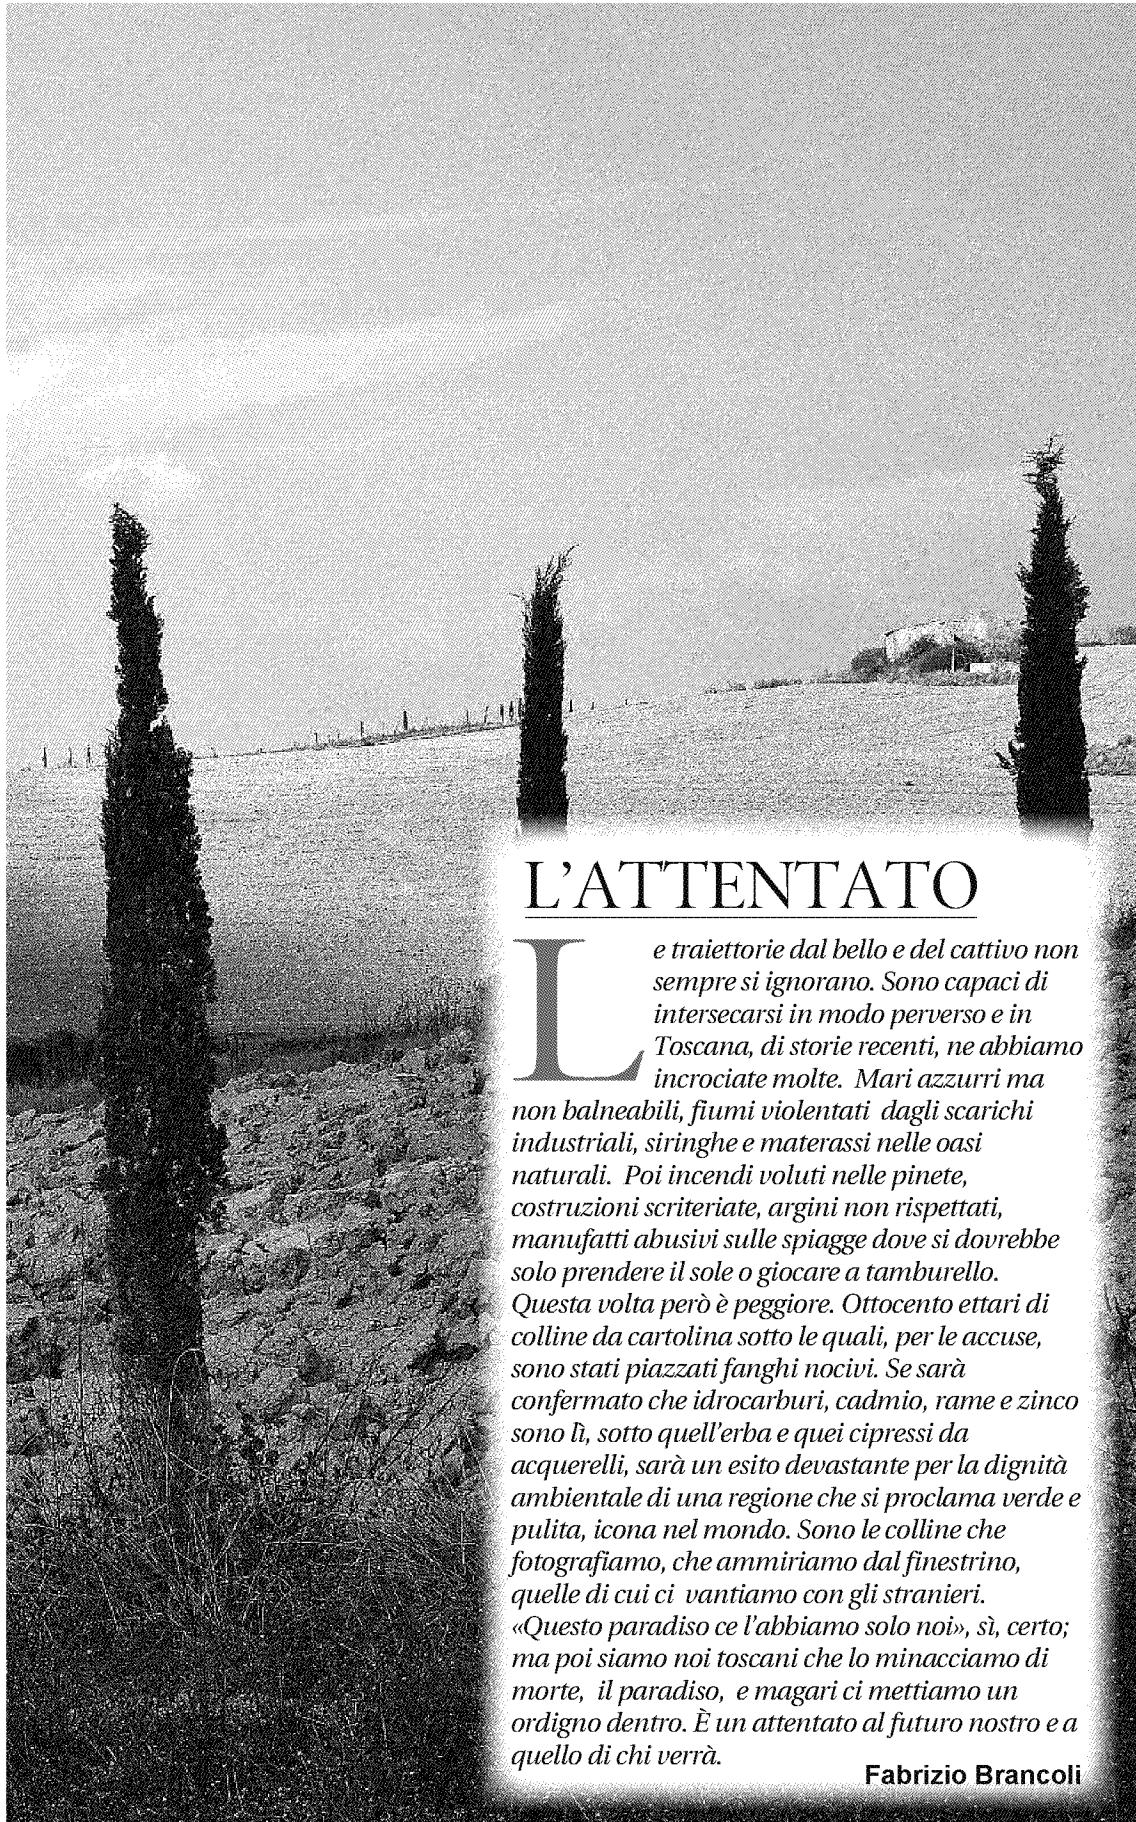 L'ATTENTATO
Le traiettorie dal bello e del cattivo non
sempre si ignorano. Sono capaci di
intersecarsi in modo perverso e in
Toscana, di storie recenti, ne abbiamo
incrociate molte. Mari azzurri ma
non balneabili, fiumi violentati dagli scarichi
industriali, siringhe e materassi nelle oasi
naturali. Poi incendi voluti nelle pinete,
costruzioni scriteriate, argini non rispettati,
manufatti abusivi sulle spiagge dove si dovrebbe
solo prendere il sole o giocare a tamburello.
Questa volta però è peggiore. Ottocento ettari di
colline da cartolina sotto le quali, per le accuse,
sono stati piazzati fanghi nocivi. Se sarà
confermato che idrocarburi, cadmio, rame e zinco
sono lì, sotto quell'erba e quei cipressi da
acquerelli, sarà un esito devastante per la dignità
ambientale di una regione che si proclama verde e
pulita, icona nel mondo. Sono le colline che
fotografiamo, che ammiriamo dal finestrino,
quelle di cui ci vantiamo con gli stranieri.
«Questo paradiso ce l'abbiamo solo noi», sì, certo;
ma poi siamo noi toscani che lo minacciamo di
morte, il paradiso, e magari ci mettiamo un
ordigno dentro. È un attentato al futuro nostro e a
quello di chi verrà.
Fabrizio Brancoli